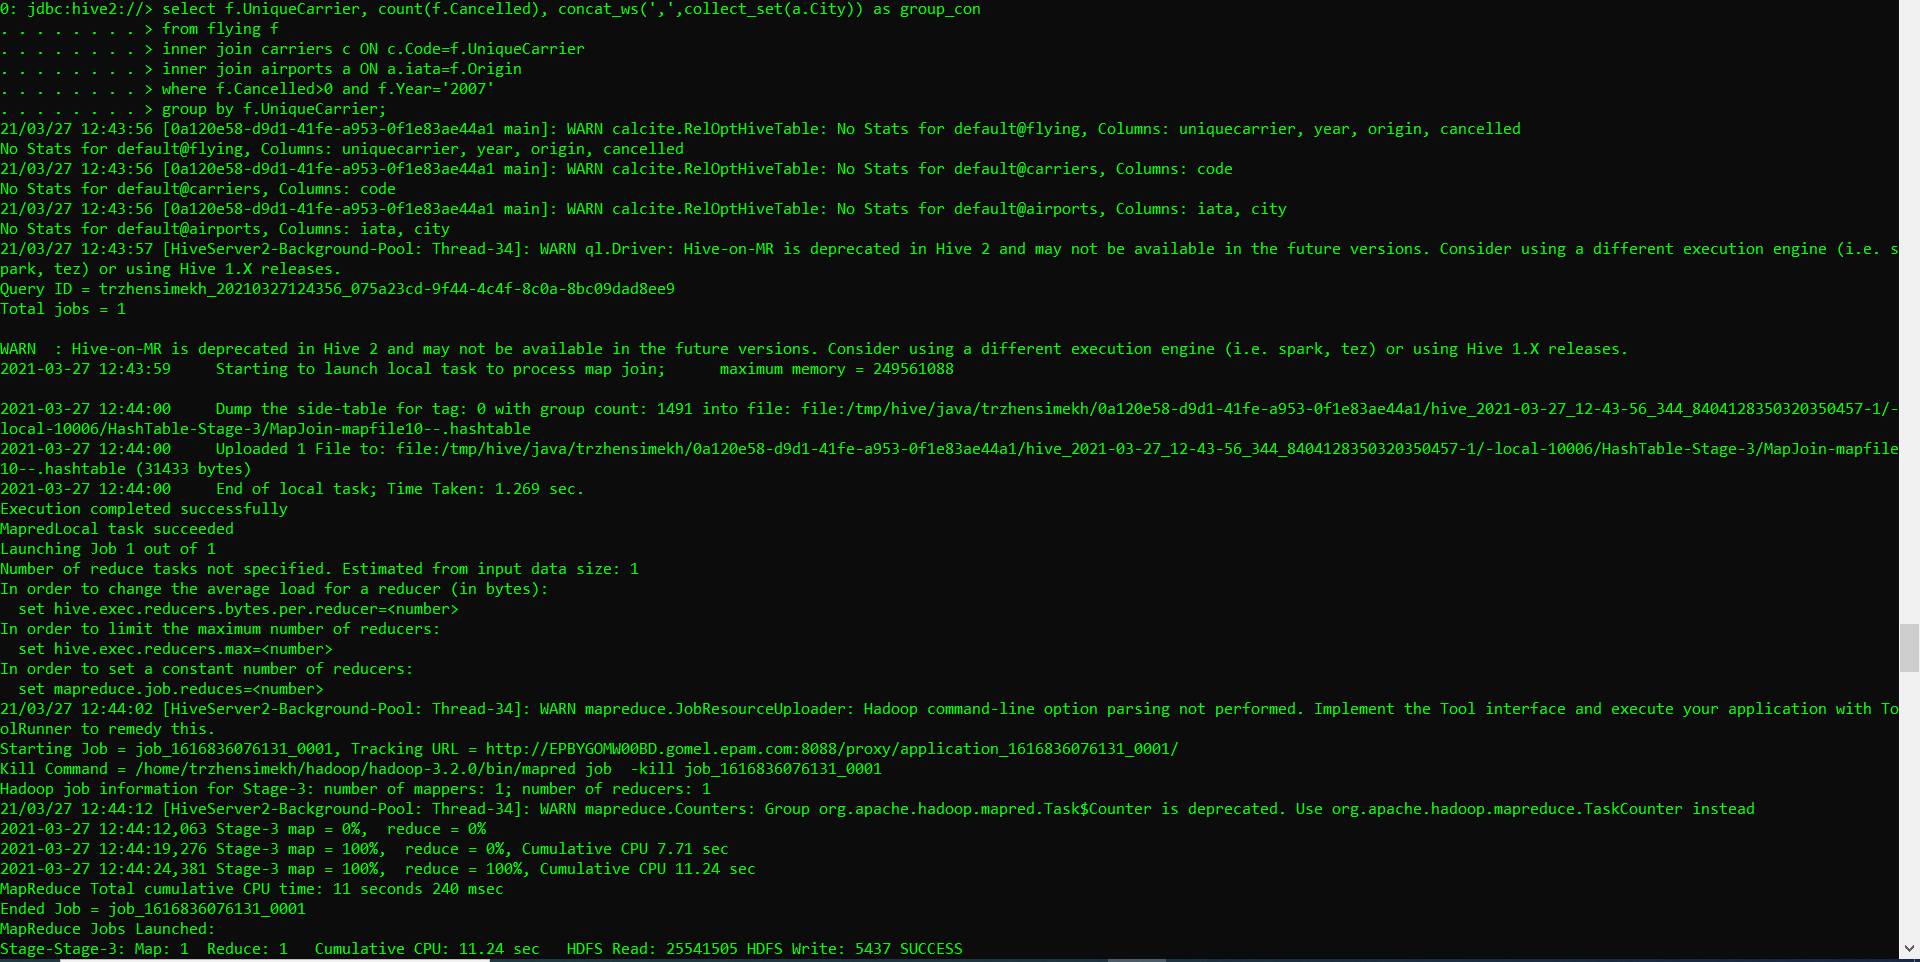 0: jdbc:hive2://> select f.UniqueCarrier, count(f.Cancelled), concat_ws(',',collect_set(a.City)) as group_con
. . . . . . . . > from flying f
. . . . . . . . > inner join carriers c ON c.Code=f.UniqueCarrier
. . . . . . . . > inner join airports a ON a.iata=f.Origin
. . . . . . . . > where f.Cancelled>0 and f.Year='2007'
. . . . . . . . > group by f.UniqueCarrier;
21/03/27 12:43:56 [0a120e58-d9d1-41fe-a953-0f1e83ae44a1 main]: WARN calcite.RelOptHiveTable: No Stats for default@flying, Columns: uniquecarrier, year, origin, cancelled
No Stats for default@flying, Columns: uniquecarrier, year, origin, cancelled
21/03/27 12:43:56 [0a120e58-d9d1-41fe-a953-0f1e83ae44a1 main]: WARN calcite.RelOptHiveTable: No Stats for default@carriers, Columns: code
No Stats for default@carriers, Columns: code
21/03/27 12:43:56 [0a120e58-d9d1-41fe-a953-0f1e83ae44a1 main]: WARN calcite.RelOptHiveTable: No Stats for default@airports, Columns: iata, city
No Stats for default@airports, Columns: iata, city
21/03/27 12:43:57 [HiveServer2-Background-Pool: Thread-34]: WARN ql.Driver: Hive-on-MR is deprecated in Hive 2 and may not be available in the future versions. Consider using a different execution engine (i.e. s
park, tez) or using Hive 1.X releases.
Query ID = trzhensimekh_20210327124356_075a23cd-9f44-4c4f-8c0a-8bc09dad8ee9
Total jobs = 1
WARN  : Hive-on-MR is deprecated in Hive 2 and may not be available in the future versions. Consider using a different execution engine (i.e. spark, tez) or using Hive 1.X releases.
2021-03-27 12:43:59     Starting to launch local task to process map join;      maximum memory = 249561088
2021-03-27 12:44:00     Dump the side-table for tag: 0 with group count: 1491 into file: file:/tmp/hive/java/trzhensimekh/0a120e58-d9d1-41fe-a953-0f1e83ae44a1/hive_2021-03-27_12-43-56_344_8404128350320350457-1/-
local-10006/HashTable-Stage-3/MapJoin-mapfile10--.hashtable
2021-03-27 12:44:00     Uploaded 1 File to: file:/tmp/hive/java/trzhensimekh/0a120e58-d9d1-41fe-a953-0f1e83ae44a1/hive_2021-03-27_12-43-56_344_8404128350320350457-1/-local-10006/HashTable-Stage-3/MapJoin-mapfile
10--.hashtable (31433 bytes)
2021-03-27 12:44:00     End of local task; Time Taken: 1.269 sec.
Execution completed successfully
MapredLocal task succeeded
Launching Job 1 out of 1
Number of reduce tasks not specified. Estimated from input data size: 1
In order to change the average load for a reducer (in bytes):
  set hive.exec.reducers.bytes.per.reducer=<number>
In order to limit the maximum number of reducers:
  set hive.exec.reducers.max=<number>
In order to set a constant number of reducers:
  set mapreduce.job.reduces=<number>
21/03/27 12:44:02 [HiveServer2-Background-Pool: Thread-34]: WARN mapreduce.JobResourceUploader: Hadoop command-line option parsing not performed. Implement the Tool interface and execute your application with To
olRunner to remedy this.
Starting Job = job_1616836076131_0001, Tracking URL = http://EPBYGOMW00BD.gomel.epam.com:8088/proxy/application_1616836076131_0001/
Kill Command = /home/trzhensimekh/hadoop/hadoop-3.2.0/bin/mapred job  -kill job_1616836076131_0001
Hadoop job information for Stage-3: number of mappers: 1; number of reducers: 1
21/03/27 12:44:12 [HiveServer2-Background-Pool: Thread-34]: WARN mapreduce.Counters: Group org.apache.hadoop.mapred.Task$Counter is deprecated. Use org.apache.hadoop.mapreduce.TaskCounter instead
2021-03-27 12:44:12,063 Stage-3 map = 0%,  reduce = 0%
2021-03-27 12:44:19,276 Stage-3 map = 100%,  reduce = 0%, Cumulative CPU 7.71 sec
2021-03-27 12:44:24,381 Stage-3 map = 100%,  reduce = 100%, Cumulative CPU 11.24 sec
MapReduce Total cumulative CPU time: 11 seconds 240 msec
Ended Job = job_1616836076131_0001
MapReduce Jobs Launched:
Stage-Stage-3: Map: 1  Reduce: 1   Cumulative CPU: 11.24 sec   HDFS Read: 25541505 HDFS Write: 5437 SUCCESS